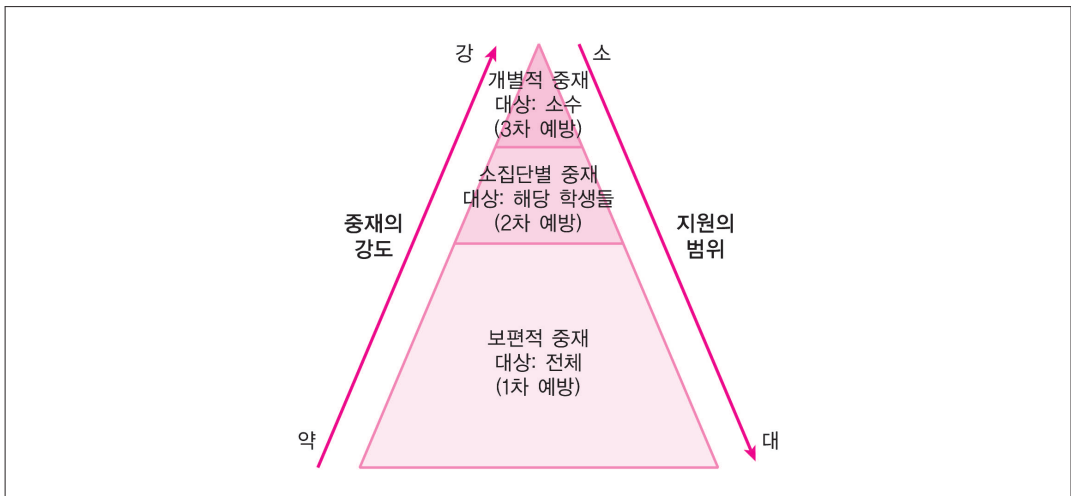 강
소
개별적 중재
대상: 소수
(3차 예방)
소집단별 중재
대상: 해당 학생들
(2차 예방)
중재의
강도
지원의
범위
보편적 중재
대상: 전체
(1차 예방)
약
대